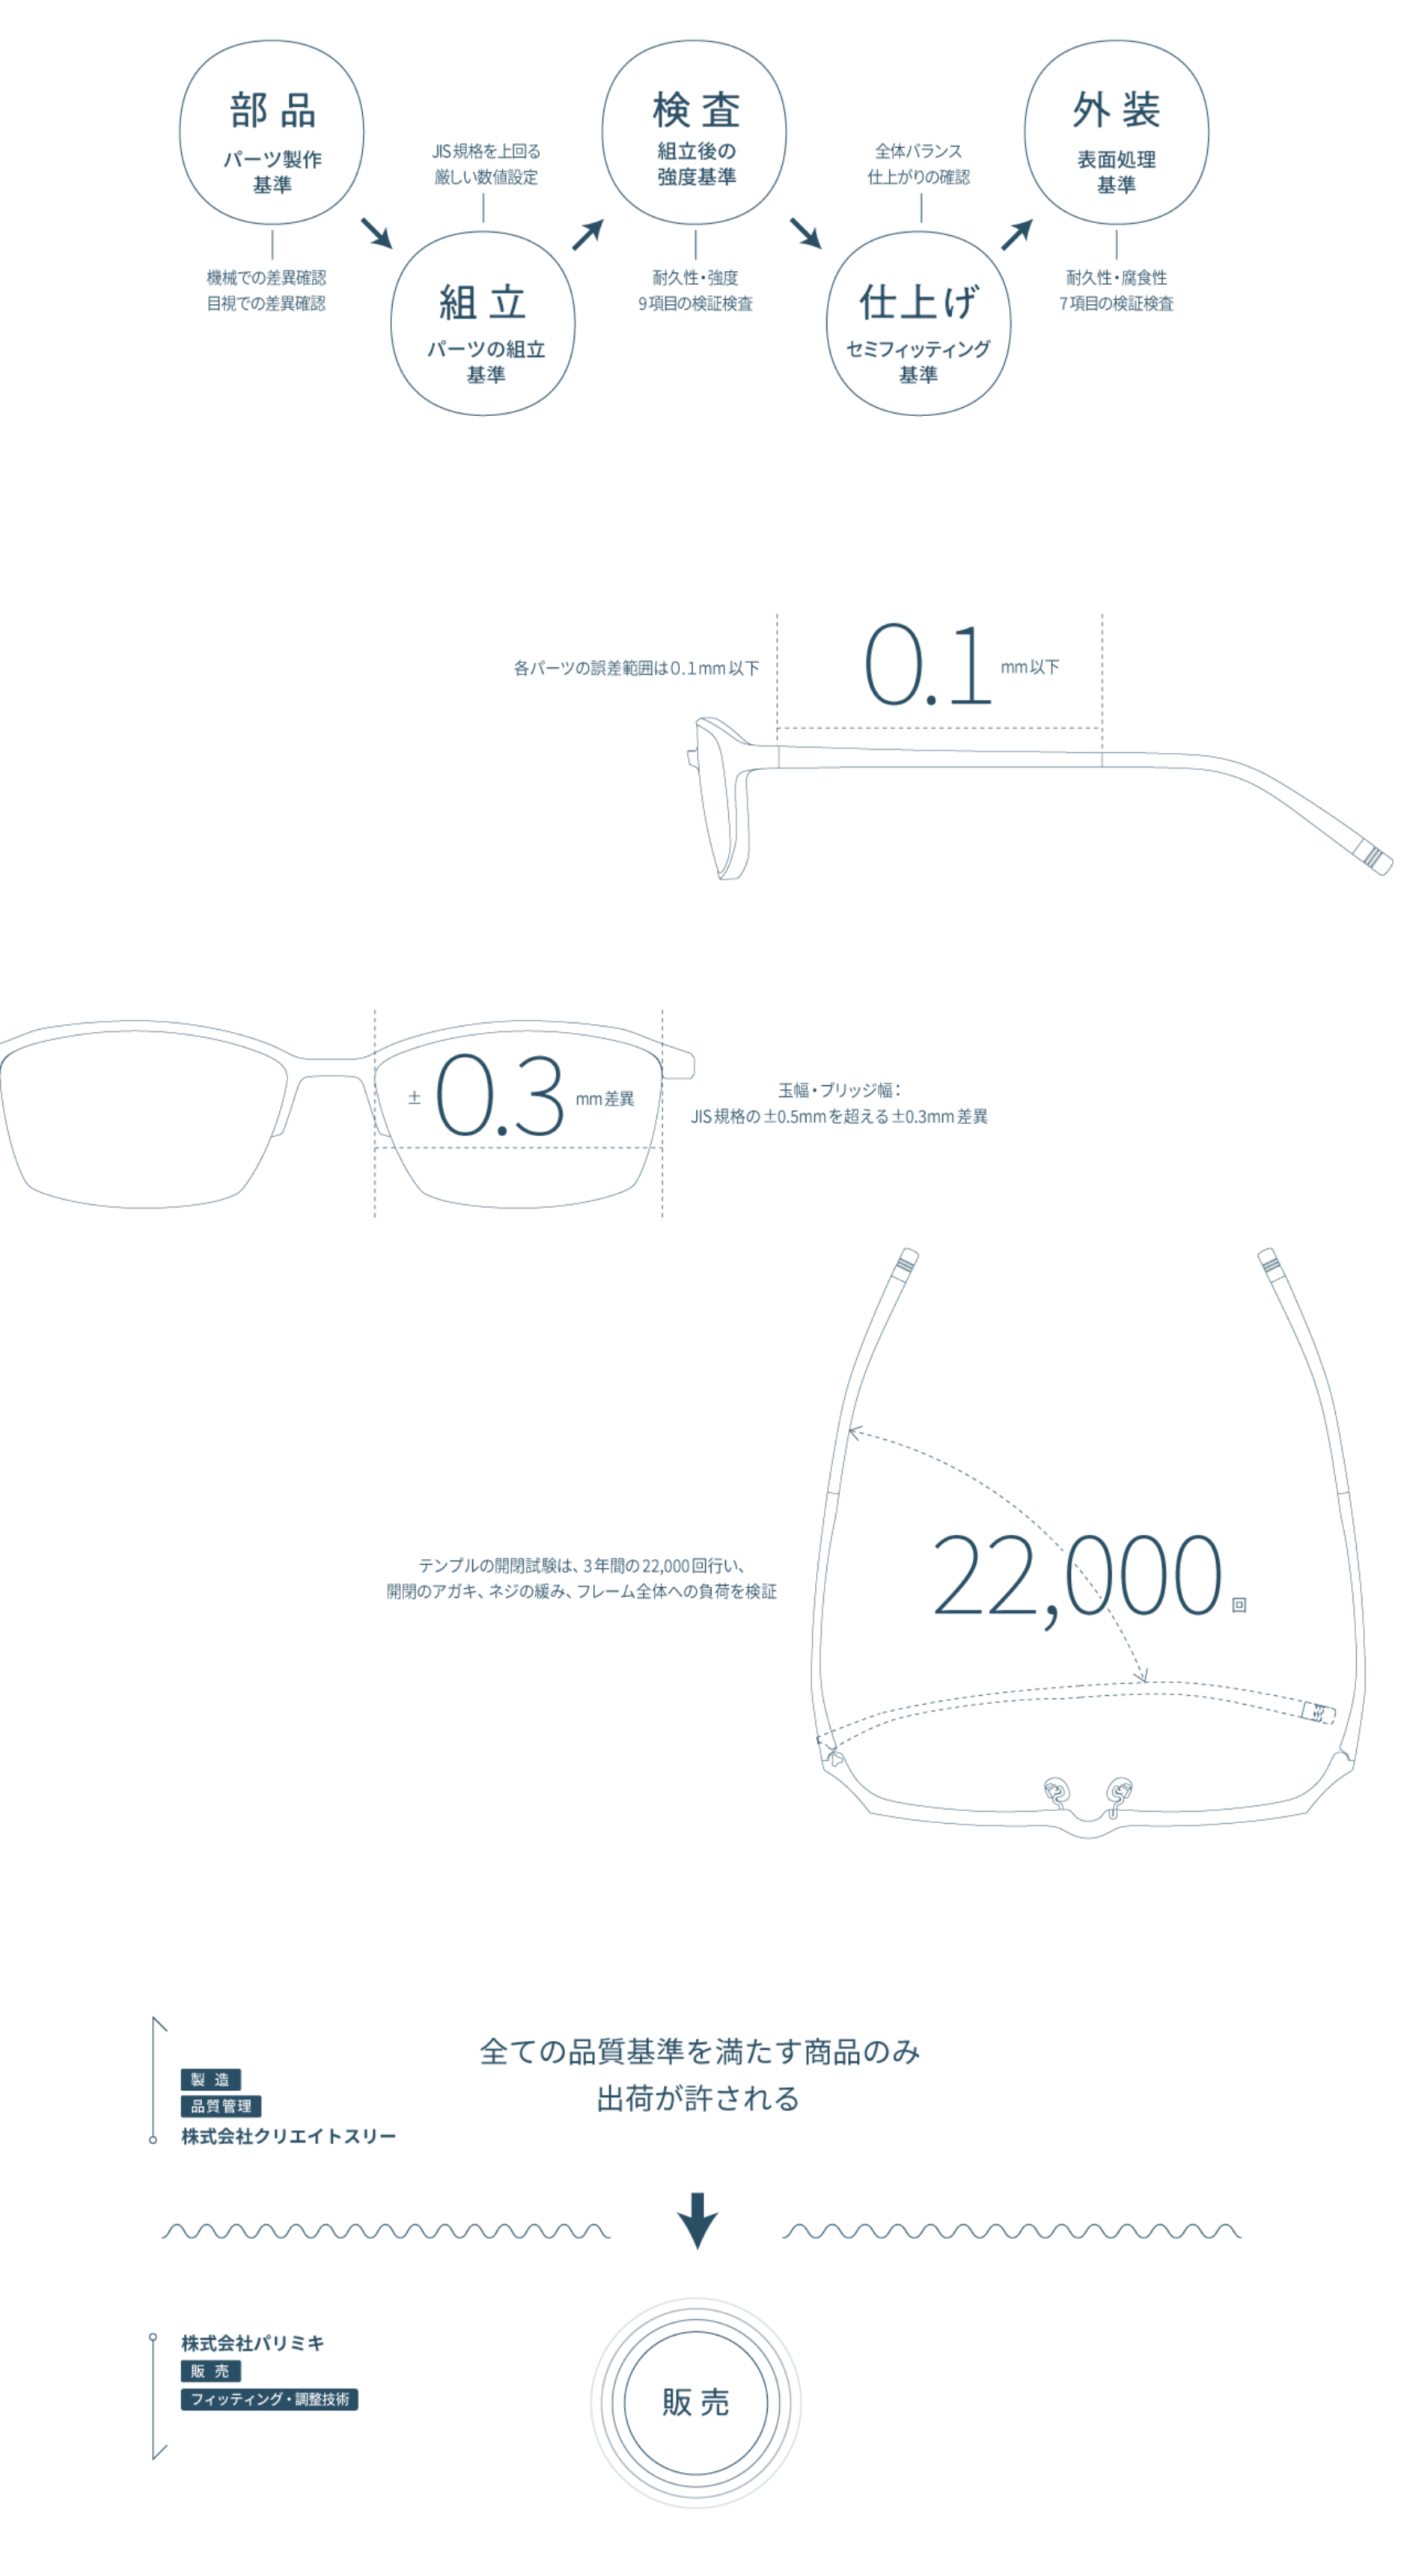 部品
パーツ製作
基準
機械での差異確認
目視での差異確認
JIS規格を上回る
厳しい数値設定
組立
パーツの組立
基準
検査
組立後の
強度基準
耐久性・強度
9項目の検証検査
全体バランス
仕上がりの確認
仕上げ
セミフィッティング
基準
外装
表面処理
基準
耐久性・腐食性
7項目の検証検査
各パーツの誤差範囲は0.1mm以下
0.1mm以下
±0.3mm差異
玉幅・ブリッジ幅：
JIS規格の±0.5mmを超える±0.3mm差異
テンプルの開閉試験は、3年間の22,000回行い、
開閉のアガキ、ネジの緩み、フレーム全体への負荷を検証
22,000回
全ての品質基準を満たす商品のみ
出荷が許される
製造
品質管理
株式会社クリエイトスリー
株式会社パリミキ
販売
フィッティング・調整技術
販売